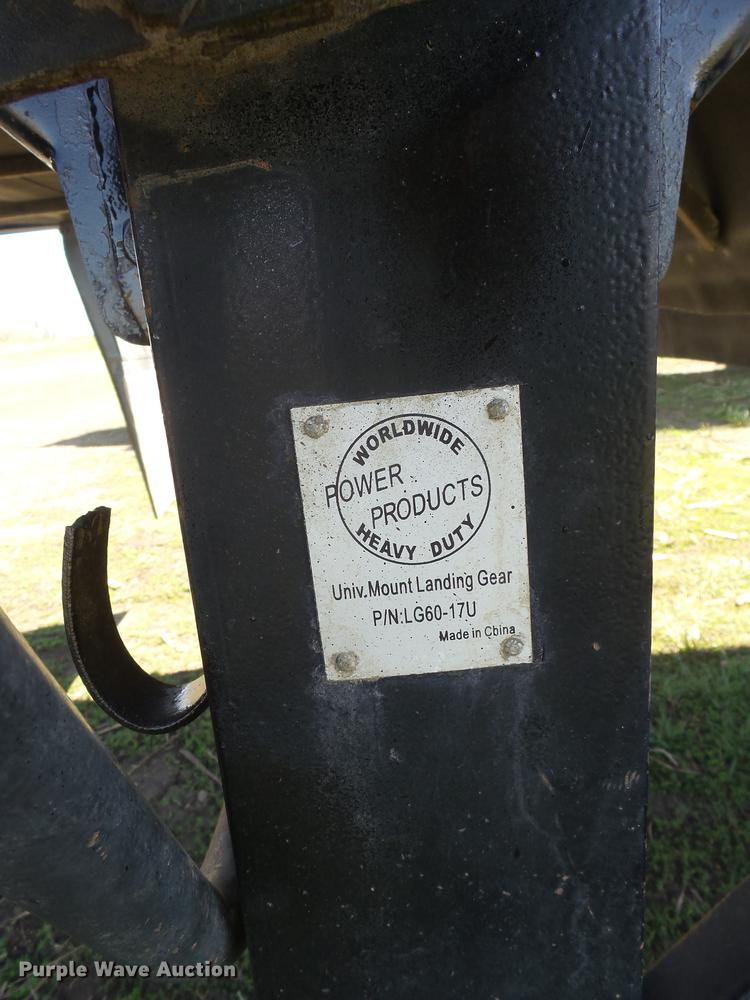 WORLDWIDE
POWER
PRODUCTS
HEAVY DUTY
Univ.Mount Landing Gear
P/N:LG60-17U
Made in China
Purple Wave Auction